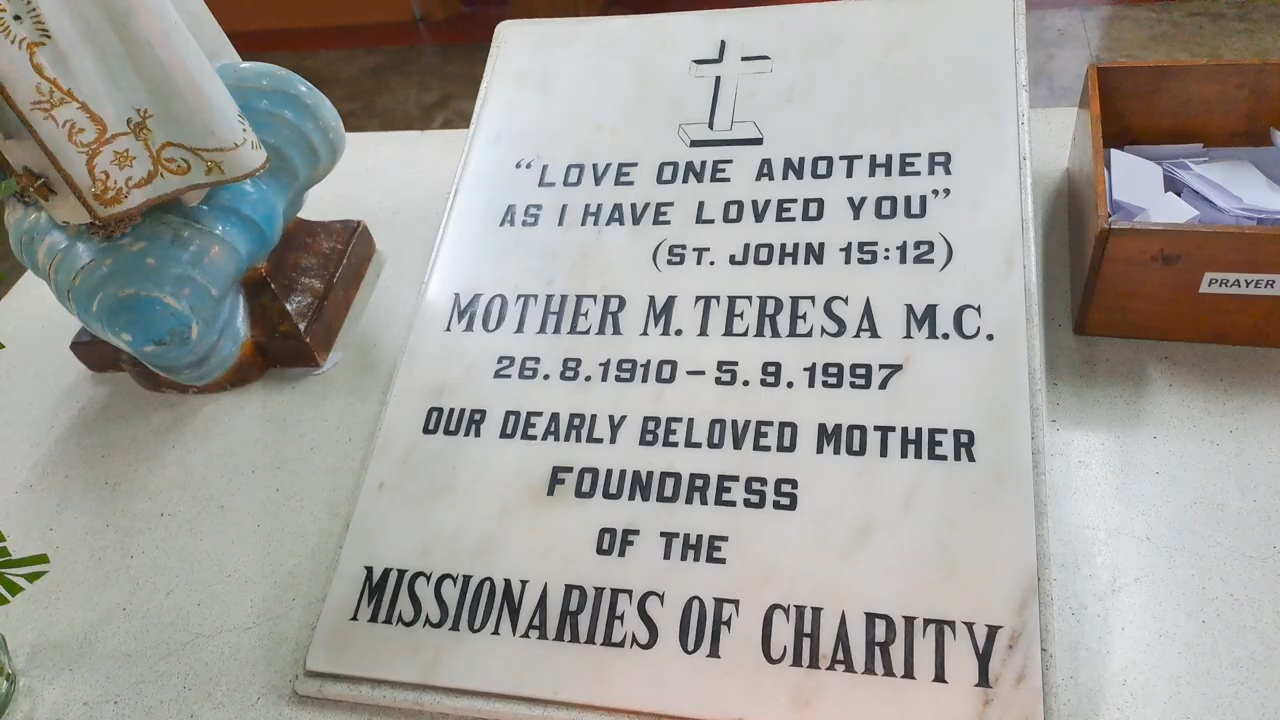 “LOVE ONE ANOTHER
AS I HAVE LOVED YOU”
(ST. JOHN 15:12)
MOTHER M. TERESA M.C.
26.8.1910 – 5.9.1997
OUR DEARLY BELOVED MOTHER
FOUNDRESS
OF THE
MISSIONARIES OF CHARITY
PRAYER